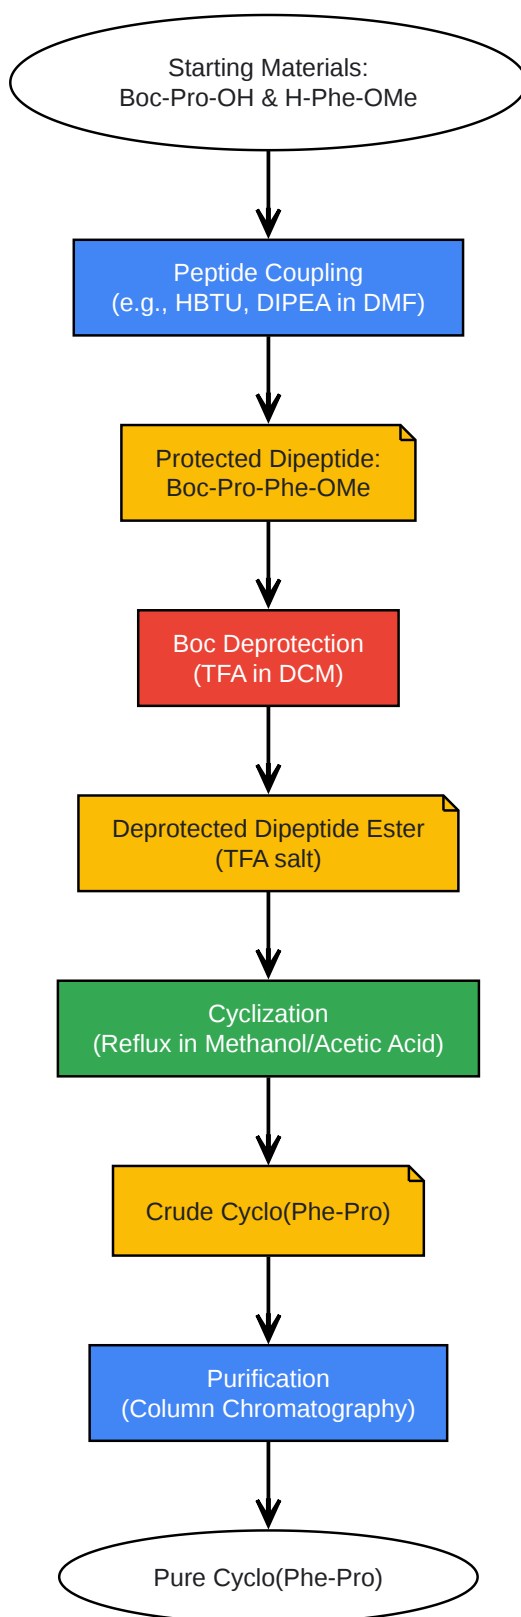 Starting Materials:
Boc-Pro-OH & H-Phe-OMe
Peptide Coupling
(e.g., HBTU, DIPEA in DMF)
Protected Dipeptide:
Boc-Pro-Phe-OMe
Boc Deprotection
(TFA in DCM)
Deprotected Dipeptide Ester
(TFA salt)
Cyclization
(Reflux in Methanol/Acetic Acid)
Crude Cyclo(Phe-Pro)
Purification
(Column Chromatography)
Pure Cyclo(Phe-Pro)